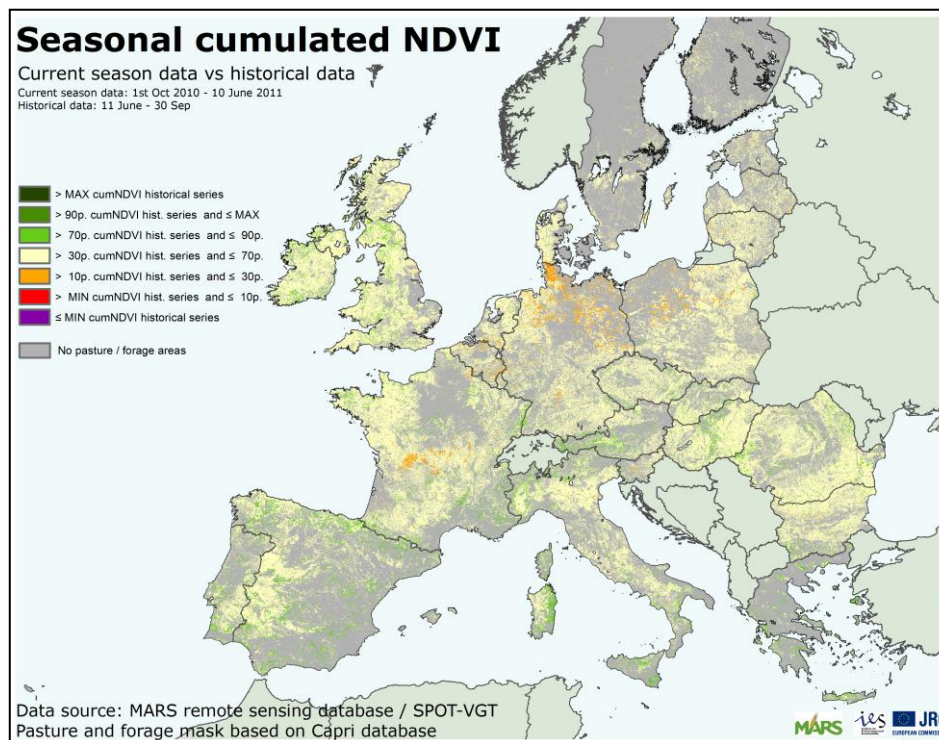 Seasonal cumulated NDVI
Current season data vs historical data
Current season data: 1st Oct 2010 - 10 June 2011
Historical data: 11 June - 30 Sep
> MAX cumNDVI historical series
> 90p. cumNDVI hist. series and ≤ MAX
> 70p. cumNDVI hist. series and ≤ 90p.
> 30p. cumNDVI hist. series and ≤ 70p.
> 10p. cumNDVI hist. series and ≤ 30p.
> MIN cumNDVI hist. series and ≤ 10p.
≤ MIN cumNDVI historical series
No pasture / forage areas
Data source: MARS remote sensing database / SPOT-VGT
Pasture and forage mask based on Capri database
MARS
ies
JR
EUROPEAN COMMIS